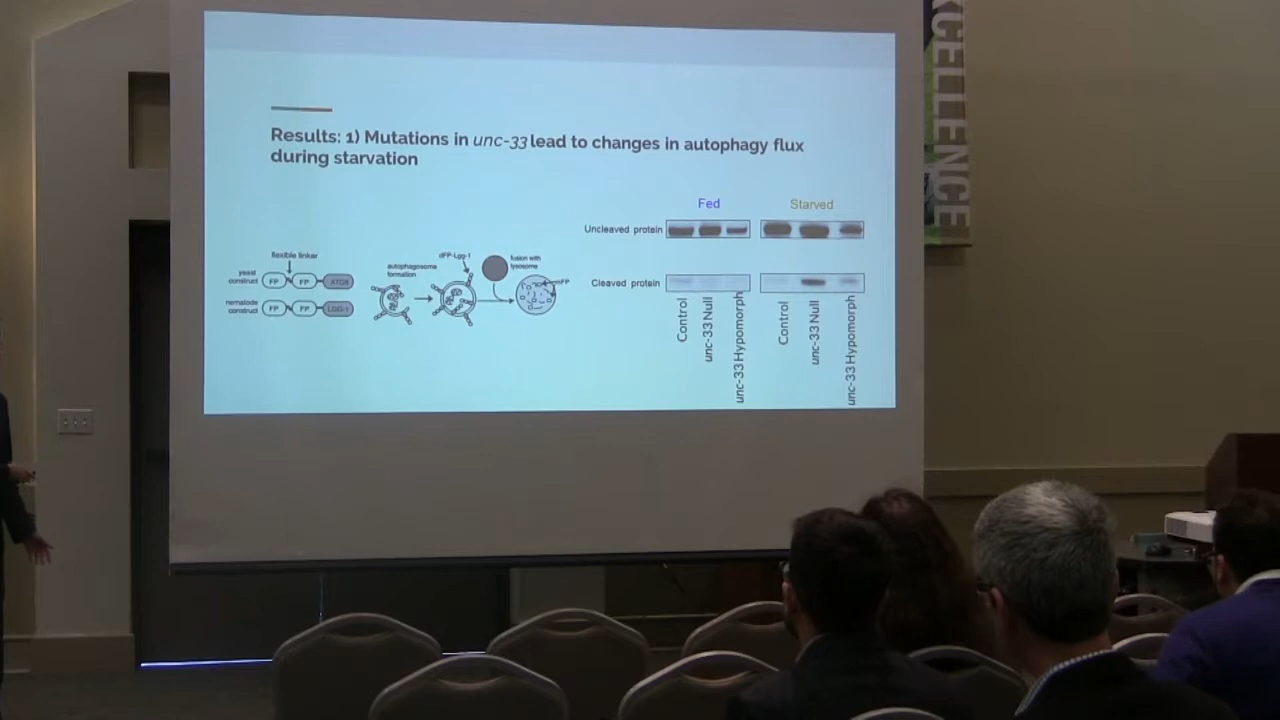 Results: 1) Mutations in unc-33 lead to changes in autophagy flux
during starvation
Fed
Starved
Uncleaved protein
Cleaved protein
Control
unc-33 Null
unc-33 Hypomorph
Control
unc-33 Null
unc-33 Hypomorph
flexible linker
yeast
construct
FP
FP
ATG8
nematode
construct
FP
FP
LGG-1
autophagosome
formation
dFP-Lgg-1
fusion with
lysosome
XCELLENCE